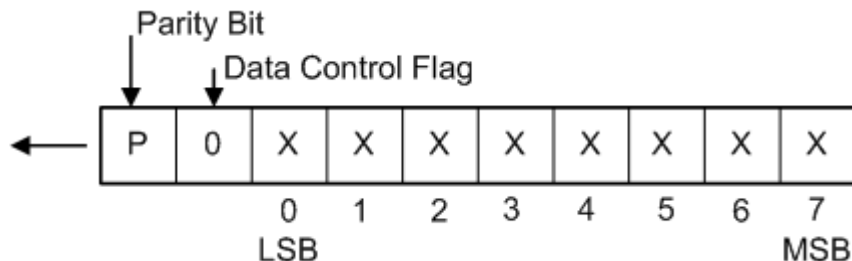 Parity Bit
Data Control Flag
P 0 X X X X X X X X
0 1 2 3 4 5 6 7
LSB MSB